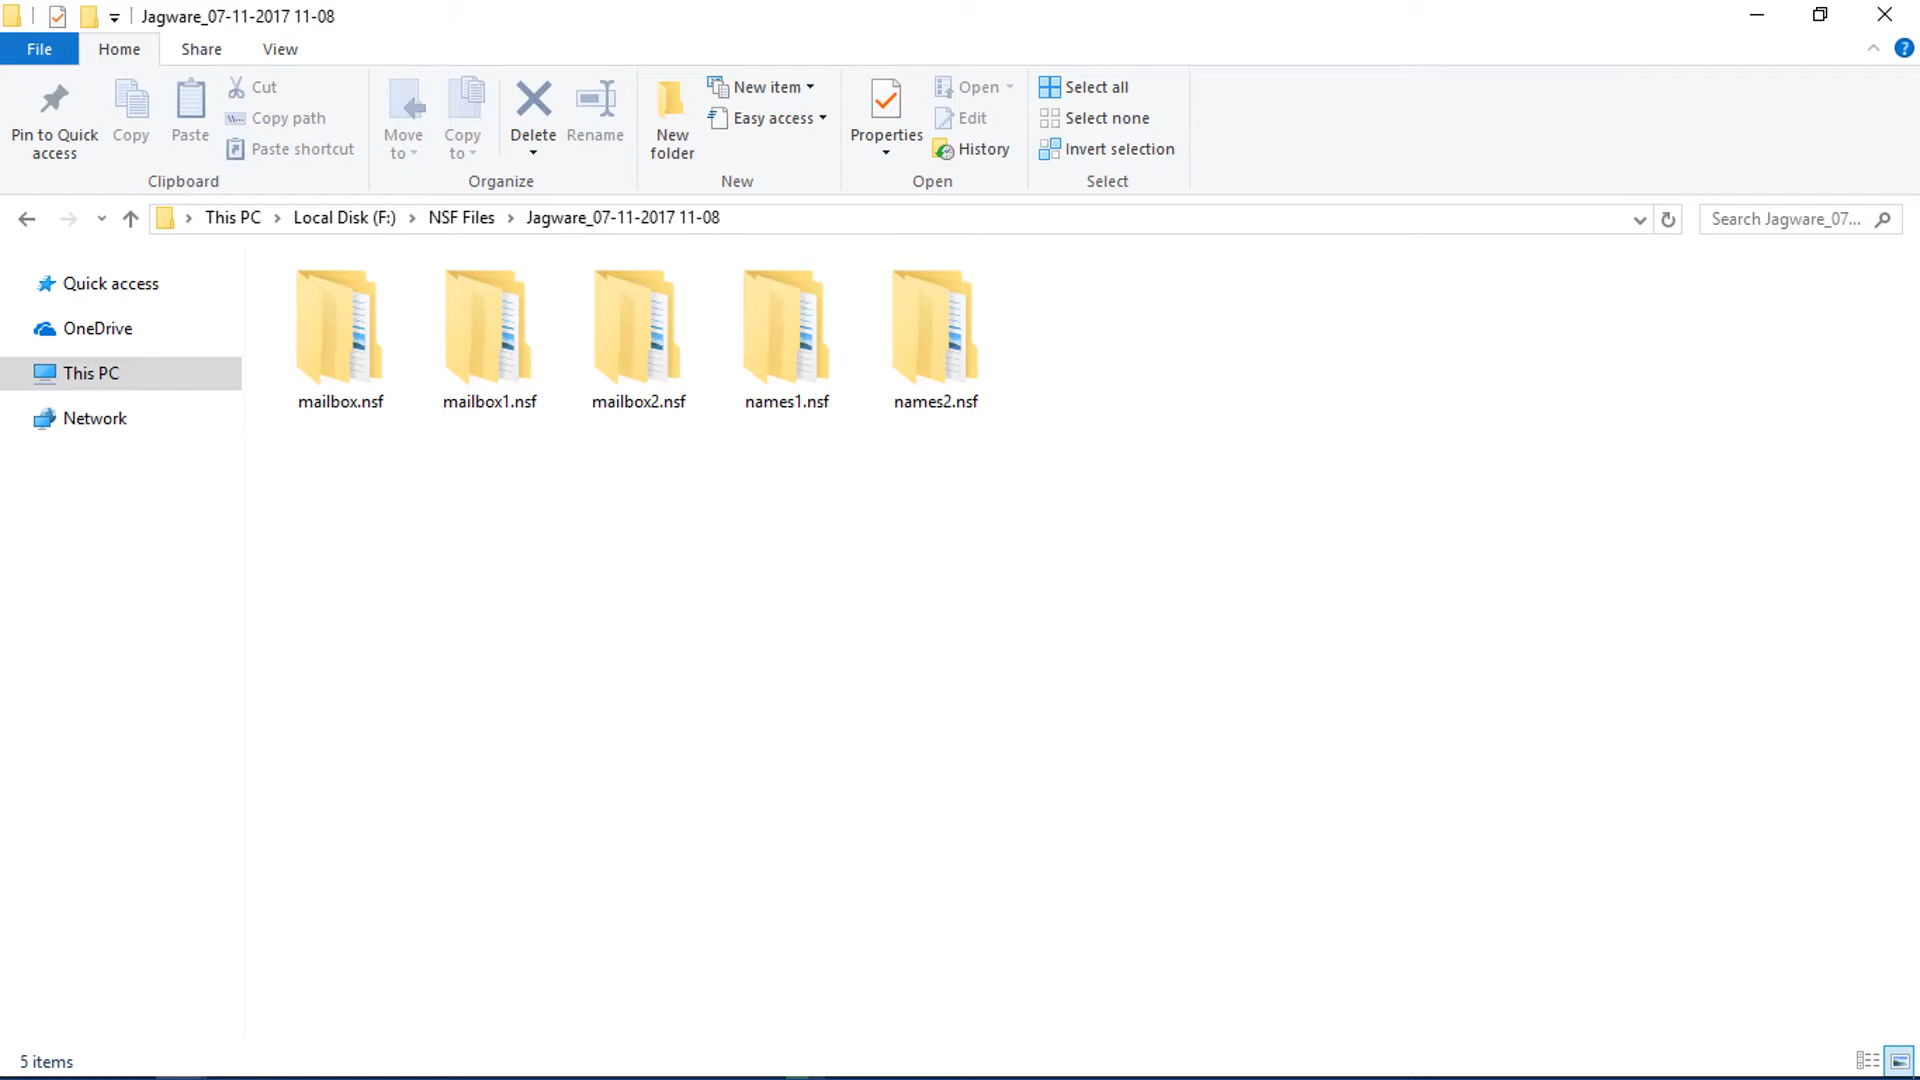 Jagware_07-11-2017 11-08
File Home Share View
Pin to Quick access
Copy
Paste
Cut
Copy path
Paste shortcut
Clipboard
Move to
Copy to
Delete
Rename
Organize
New folder
New item
Easy access
New
Properties
Open
Edit
History
Open
Select all
Select none
Invert selection
Select
This PC Local Disk (F:) NSF Files Jagware_07-11-2017 11-08
Search Jagware_07...
Quick access
OneDrive
This PC
Network
mailbox.nsf mailbox1.nsf mailbox2.nsf names1.nsf names2.nsf
5 items